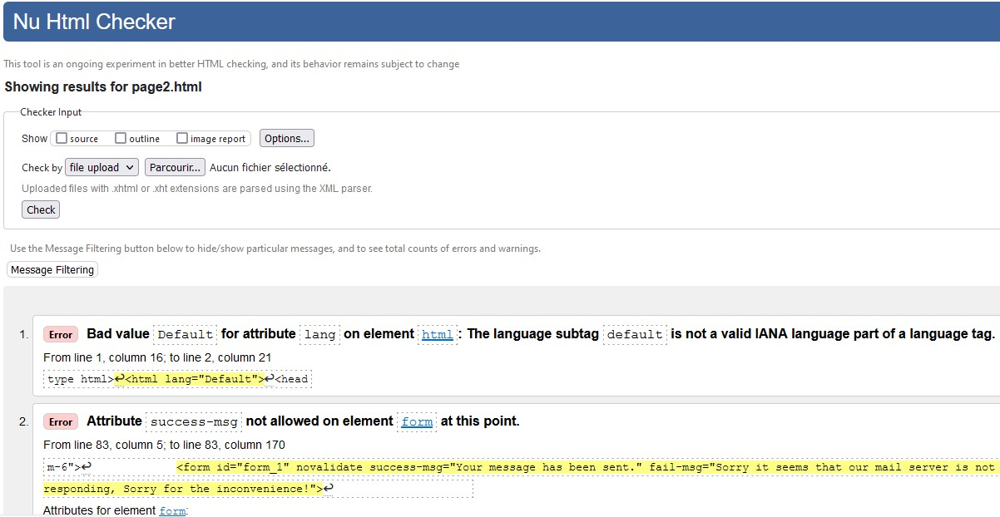 Nu Html Checker
This tool is an ongoing experiment in better HTML checking, and its behavior remains subject to change
Showing results for page2.html
Checker Input
Show source outline image report Options...
Check by file upload Parcourir... Aucun fichier sélectionné.
Uploaded files with .xhtml or .xht extensions are parsed using the XML parser.
Check
Use the Message Filtering button below to hide/show particular messages, and to see total counts of errors and warnings.
Message Filtering
1. Error Bad value Default for attribute lang on element html: The language subtag default is not a valid IANA language part of a language tag.
From line 1, column 16; to line 2, column 21
type html>↩<html lang="Default">↩<head
2. Error Attribute success-msg not allowed on element form at this point.
From line 83, column 5; to line 83, column 170
m-6">↩ <form id="form_1" novalidate success-msg="Your message has been sent." fail-msg="Sorry it seems that our mail server is not
responding, Sorry for the inconvenience!">↩
Attributes for element form: